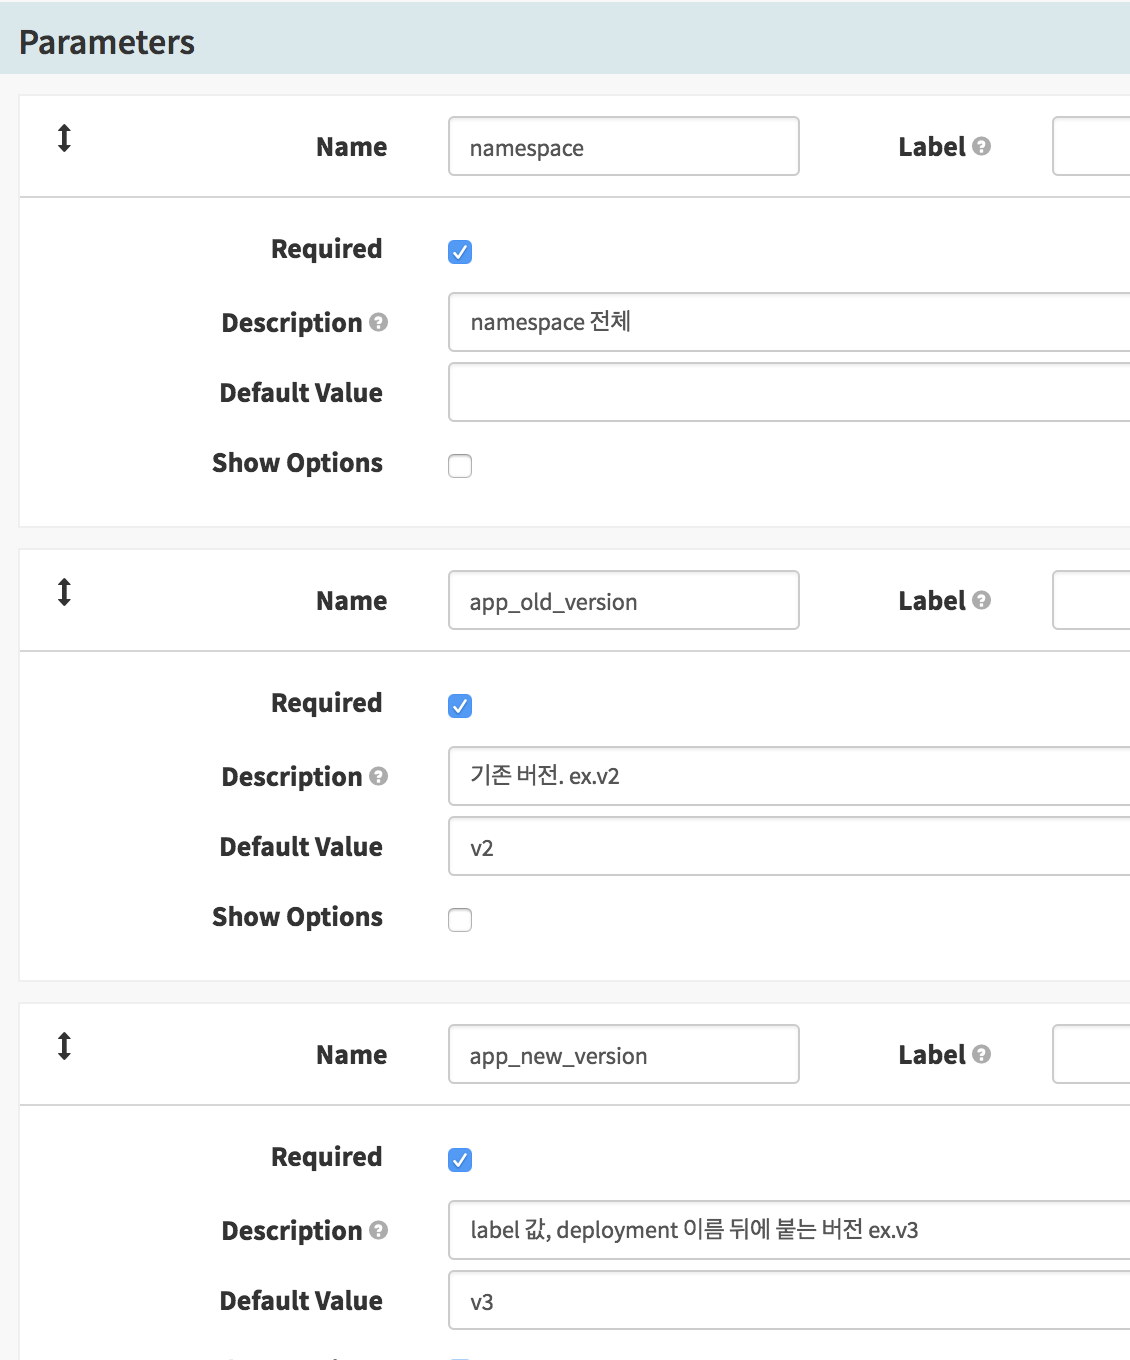 Parameters
Name namespace Label
Required
Description namespace 전체
Default Value
Show Options
Name app_old_version Label
Required
Description 기존 버전. ex.v2
Default Value v2
Show Options
Name app_new_version Label
Required
Description label 값, deployment 이름 뒤에 붙는 버전 ex.v3
Default Value v3